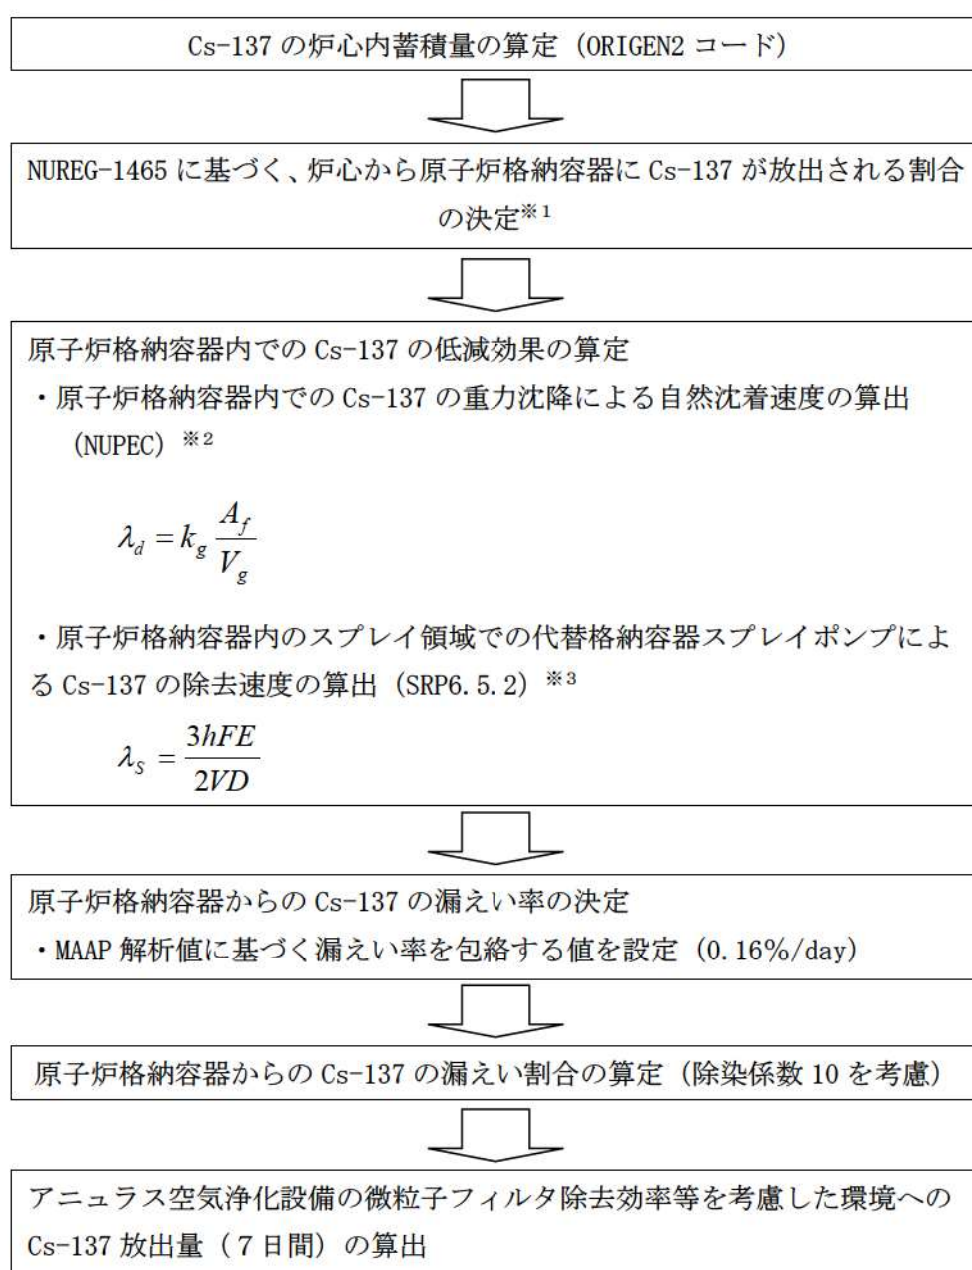 Cs-137 の炉心内蓄積量の算定（ORIGEN2 コード）
NUREG-1465 に基づく、炉心から原子炉格納容器に Cs-137 が放出される割合
の決定※1
原子炉格納容器内での Cs-137 の低減効果の算定
・原子炉格納容器内での Cs-137 の重力沈降による自然沈着速度の算出
（NUPEC）※2
λd = kg Af/Vg
・原子炉格納容器内のスプレイ領域での代替格納容器スプレイポンプによ
る Cs-137 の除去速度の算出（SRP6.5.2）※3
λS = 3hFE/2VD
原子炉格納容器からの Cs-137 の漏えい率の決定
・MAAP 解析値に基づく漏えい率を包絡する値を設定（0.16%/day）
原子炉格納容器からの Cs-137 の漏えい割合の算定（除染係数 10 を考慮）
アニュラス空気浄化設備の微粒子フィルタ除去効率等を考慮した環境への
Cs-137 放出量（７日間）の算出